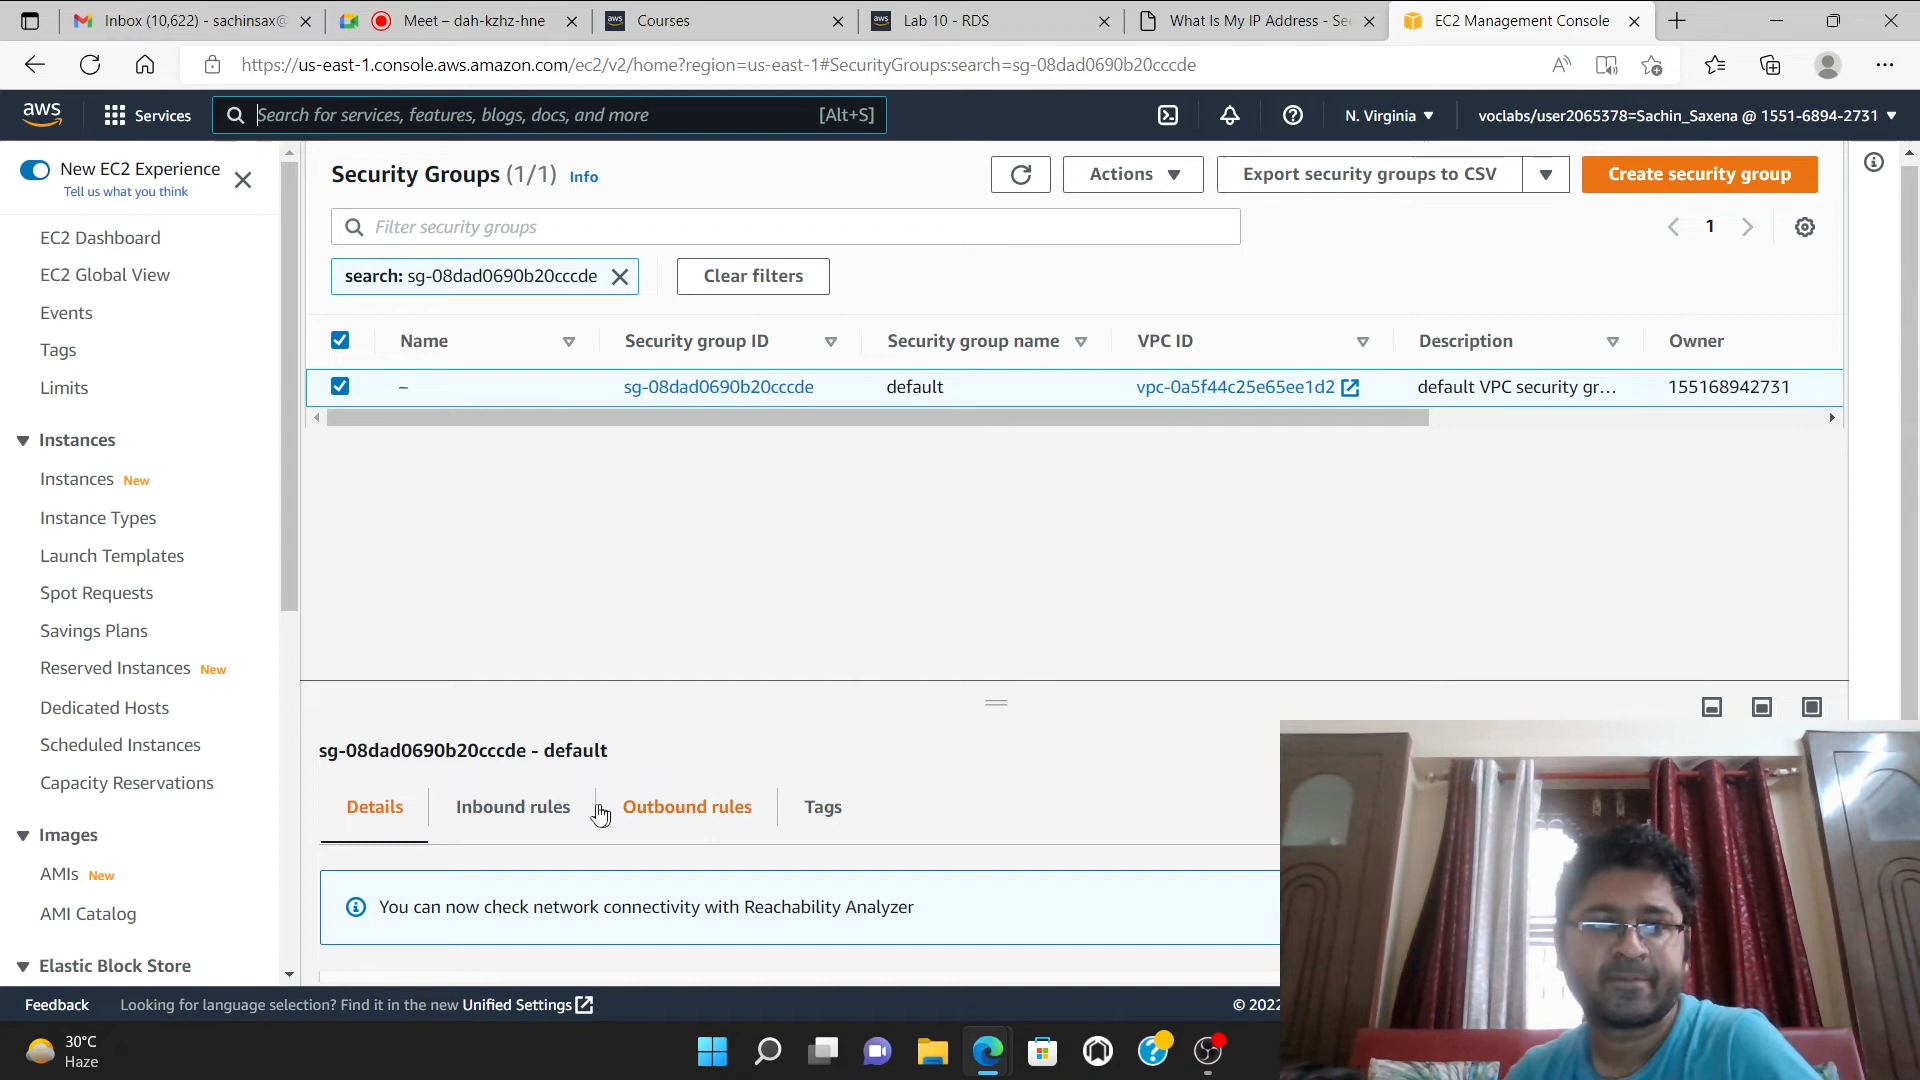 Inbox (10,622) - sachinsax@
Meet – dah-kzhz-hne
aws Courses
aws Lab 10 - RDS
What Is My IP Address - Se
EC2 Management Console
https://us-east-1.console.aws.amazon.com/ec2/v2/home?region=us-east-1#SecurityGroups:search=sg-08dad0690b20cccde
aws
Services
Search for services, features, blogs, docs, and more [Alt+S]
N. Virginia
voclabs/user2065378=Sachin_Saxena @ 1551-6894-2731
New EC2 Experience
Tell us what you think
EC2 Dashboard
EC2 Global View
Events
Tags
Limits
Instances
Instances New
Instance Types
Launch Templates
Spot Requests
Savings Plans
Reserved Instances New
Dedicated Hosts
Scheduled Instances
Capacity Reservations
Images
AMIs New
AMI Catalog
Elastic Block Store
Security Groups (1/1) Info
Actions
Export security groups to CSV
Create security group
Filter security groups
1
search: sg-08dad0690b20cccde
Clear filters
Name Security group ID Security group name VPC ID Description Owner
– sg-08dad0690b20cccde default vpc-0a5f44c25e65ee1d2 default VPC security gr... 155168942731
sg-08dad0690b20cccde - default
Details Inbound rules Outbound rules Tags
You can now check network connectivity with Reachability Analyzer
Feedback Looking for language selection? Find it in the new Unified Settings © 2022
30°C
Haze